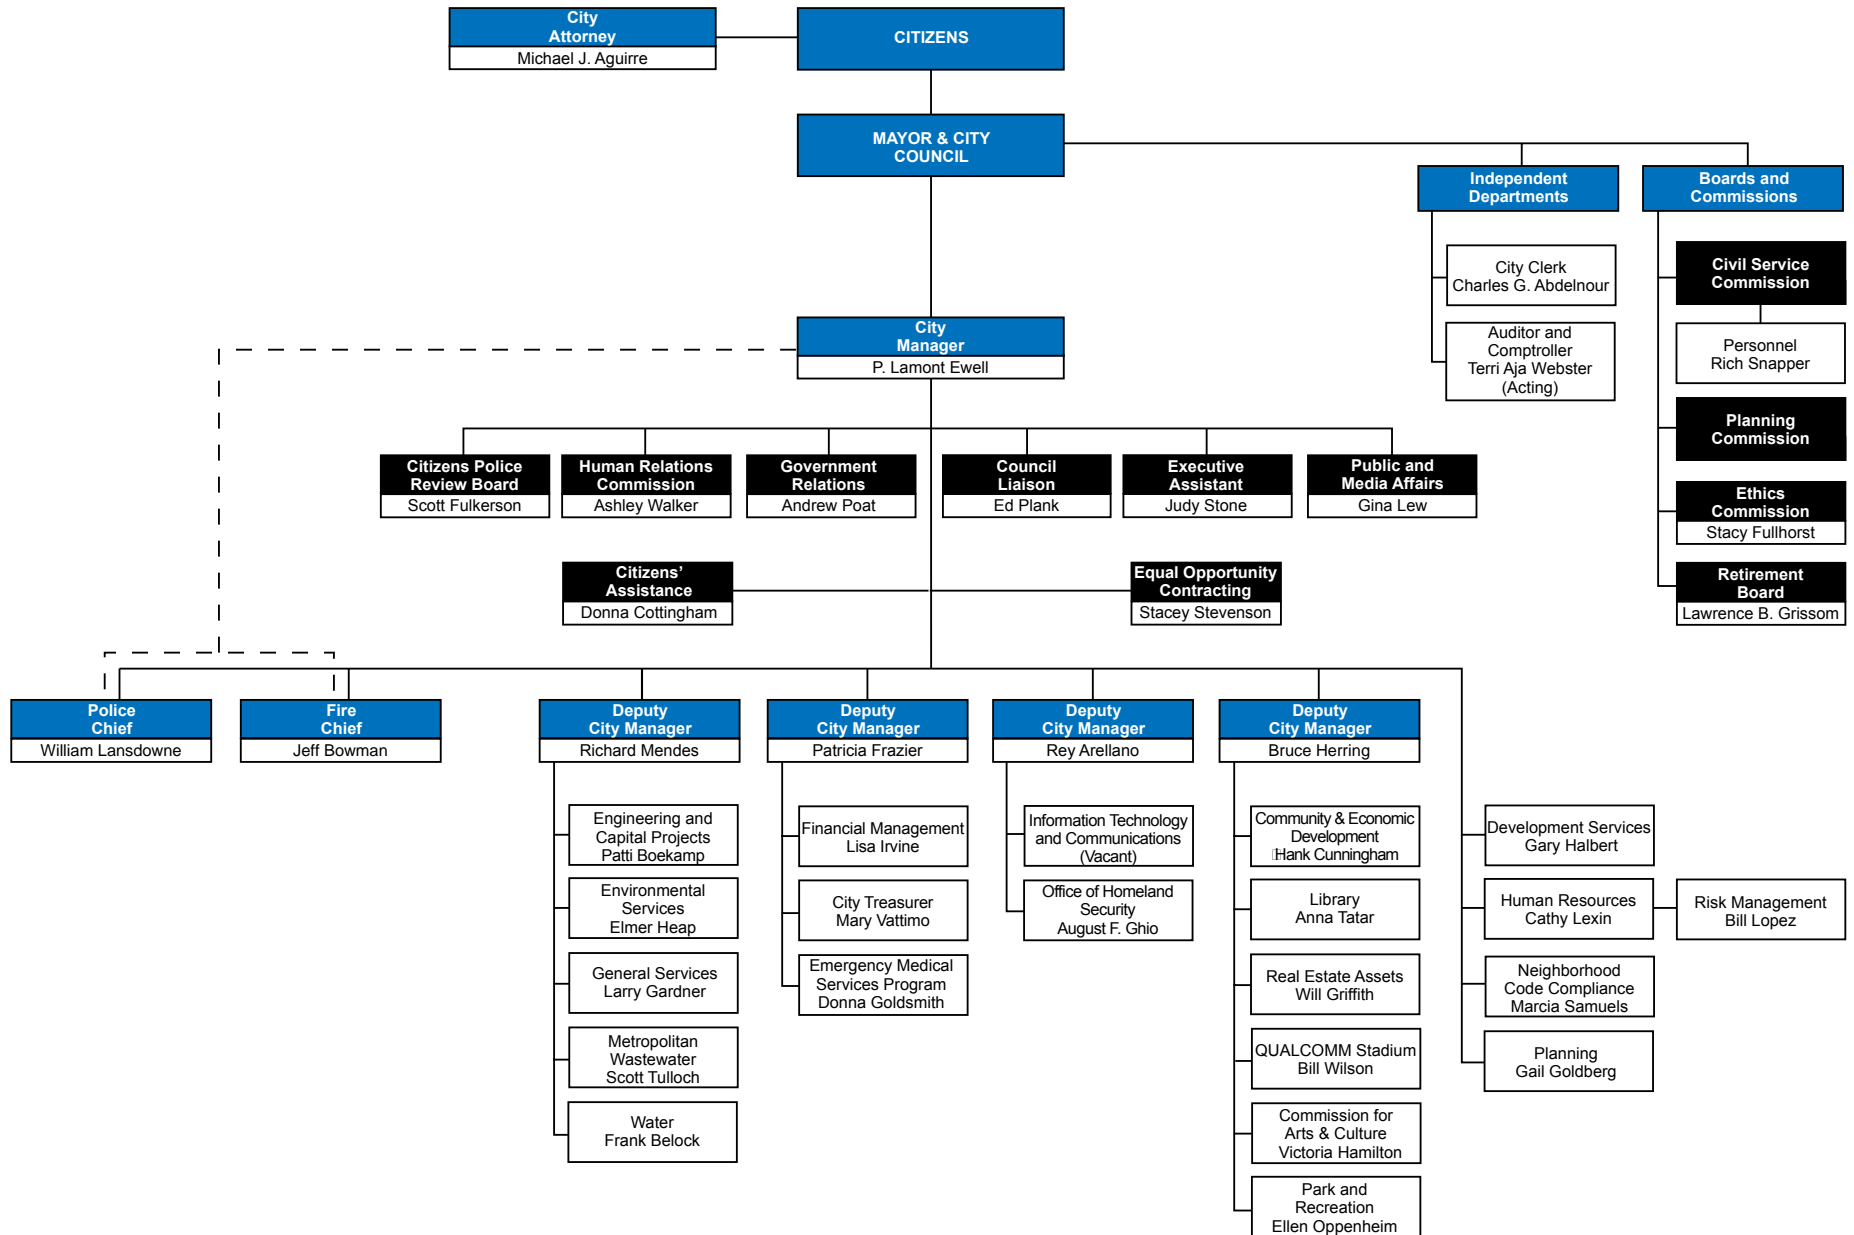 City
Attorney
Michael J. Aguirre
CITIZENS
MAYOR & CITY
COUNCIL
Independent
Departments
City Clerk
Charles G. Abdelnour
Auditor and
Comptroller
Terri Aja Webster
(Acting)
Boards and
Commissions
Civil Service
Commission
Personnel
Rich Snapper
Planning
Commission
Ethics
Commission
Stacy Fullhorst
Retirement
Board
Lawrence B. Grissom
City
Manager
P. Lamont Ewell
Citizens Police
Review Board
Scott Fulkerson
Human Relations
Commission
Ashley Walker
Government
Relations
Andrew Poat
Council
Liaison
Ed Plank
Executive
Assistant
Judy Stone
Public and
Media Affairs
Gina Lew
Citizens’
Assistance
Donna Cottingham
Equal Opportunity
Contracting
Stacey Stevenson
Police
Chief
William Lansdowne
Fire
Chief
Jeff Bowman
Deputy
City Manager
Richard Mendes
Engineering and
Capital Projects
Patti Boekamp
Environmental
Services
Elmer Heap
General Services
Larry Gardner
Metropolitan
Wastewater
Scott Tulloch
Water
Frank Belock
Deputy
City Manager
Patricia Frazier
Financial Management
Lisa Irvine
City Treasurer
Mary Vattimo
Emergency Medical
Services Program
Donna Goldsmith
Deputy
City Manager
Rey Arellano
Information Technology
and Communications
(Vacant)
Office of Homeland
Security
August F. Ghio
Deputy
City Manager
Bruce Herring
Community & Economic
Development
Hank Cunningham
Library
Anna Tatar
Real Estate Assets
Will Griffith
QUALCOMM Stadium
Bill Wilson
Commission for
Arts & Culture
Victoria Hamilton
Park and
Recreation
Ellen Oppenheim
Development Services
Gary Halbert
Human Resources
Cathy Lexin
Risk Management
Bill Lopez
Neighborhood
Code Compliance
Marcia Samuels
Planning
Gail Goldberg